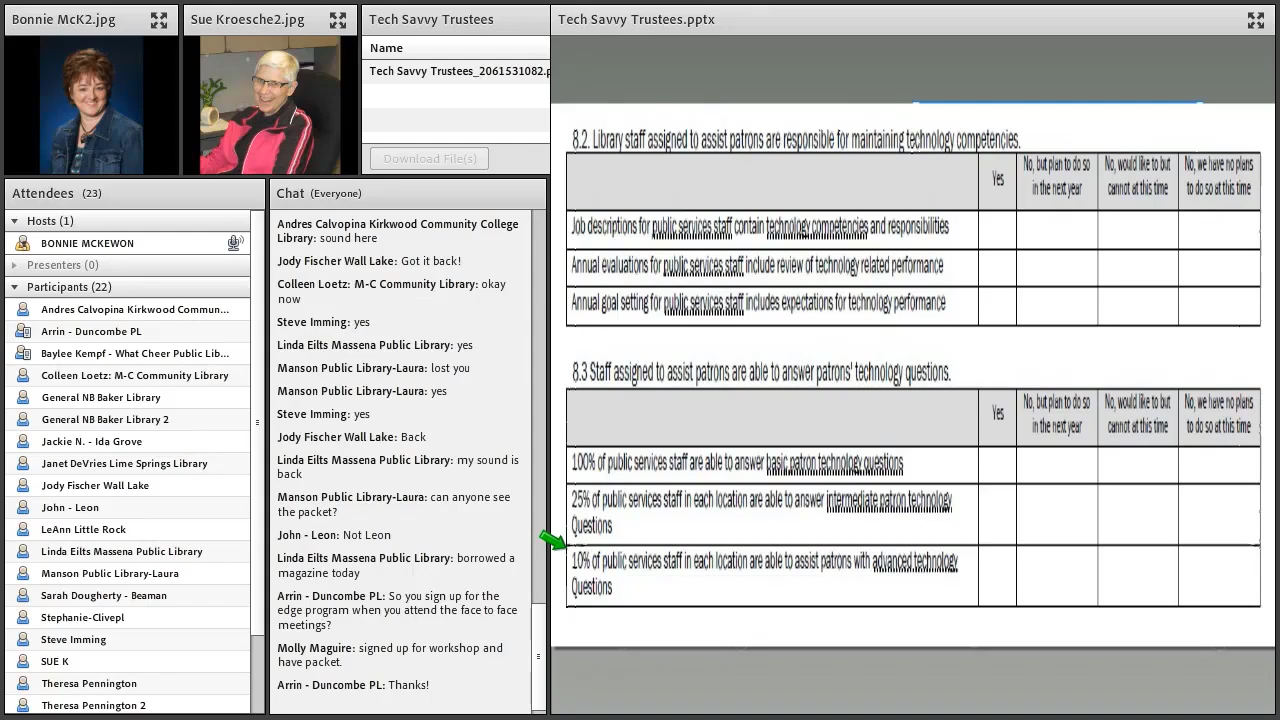 Bonnie McK2.jpg
Sue Kroesche2.jpg
Tech Savvy Trustees
Name
Tech Savvy Trustees_2061531082.p
Download File(s)
Attendees (23)
Hosts (1)
BONNIE MCKEWON
Presenters (0)
Participants (22)
Andres Calvopina Kirkwood Commun...
Arrin - Duncombe PL
Baylee Kempf - What Cheer Public Lib...
Colleen Loetz: M-C Community Library
General NB Baker Library
General NB Baker Library 2
Jackie N. - Ida Grove
Janet DeVries Lime Springs Library
Jody Fischer Wall Lake
John - Leon
LeAnn Little Rock
Linda Eilts Massena Public Library
Manson Public Library-Laura
Sarah Dougherty - Beaman
Stephanie-Clivepl
Steve Imming
SUE K
Theresa Pennington
Theresa Pennington 2
Chat (Everyone)
Andres Calvopina Kirkwood Community College
Library: sound here
Jody Fischer Wall Lake: Got it back!
Colleen Loetz: M-C Community Library: okay
now
Steve Imming: yes
Linda Eilts Massena Public Library: yes
Manson Public Library-Laura: lost you
Manson Public Library-Laura: yes
Steve Imming: yes
Jody Fischer Wall Lake: Back
Linda Eilts Massena Public Library: my sound is
back
Manson Public Library-Laura: can anyone see
the packet?
John - Leon: Not Leon
Linda Eilts Massena Public Library: borrowed a
magazine today
Arrin - Duncombe PL: So you sign up for the
edge program when you attend the face to face
meetings?
Molly Maguire: signed up for workshop and
have packet.
Arrin - Duncombe PL: Thanks!
Tech Savvy Trustees.pptx
8.2. Library staff assigned to assist patrons are responsible for maintaining technology competencies.
Yes
No, but plan to do so
in the next year
No, would like to but
cannot at this time
No, we have no plans
to do so at this time
Job descriptions for public services staff contain technology competencies and responsibilities
Annual evaluations for public services staff include review of technology related performance
Annual goal setting for public services staff includes expectations for technology performance
8.3 Staff assigned to assist patrons are able to answer patrons' technology questions.
Yes
No, but plan to do so
in the next year
No, would like to but
cannot at this time
No, we have no plans
to do so at this time
100% of public services staff are able to answer basic patron technology questions
25% of public services staff in each location are able to answer intermediate patron technology
Questions
10% of public services staff in each location are able to assist patrons with advanced technology
Questions